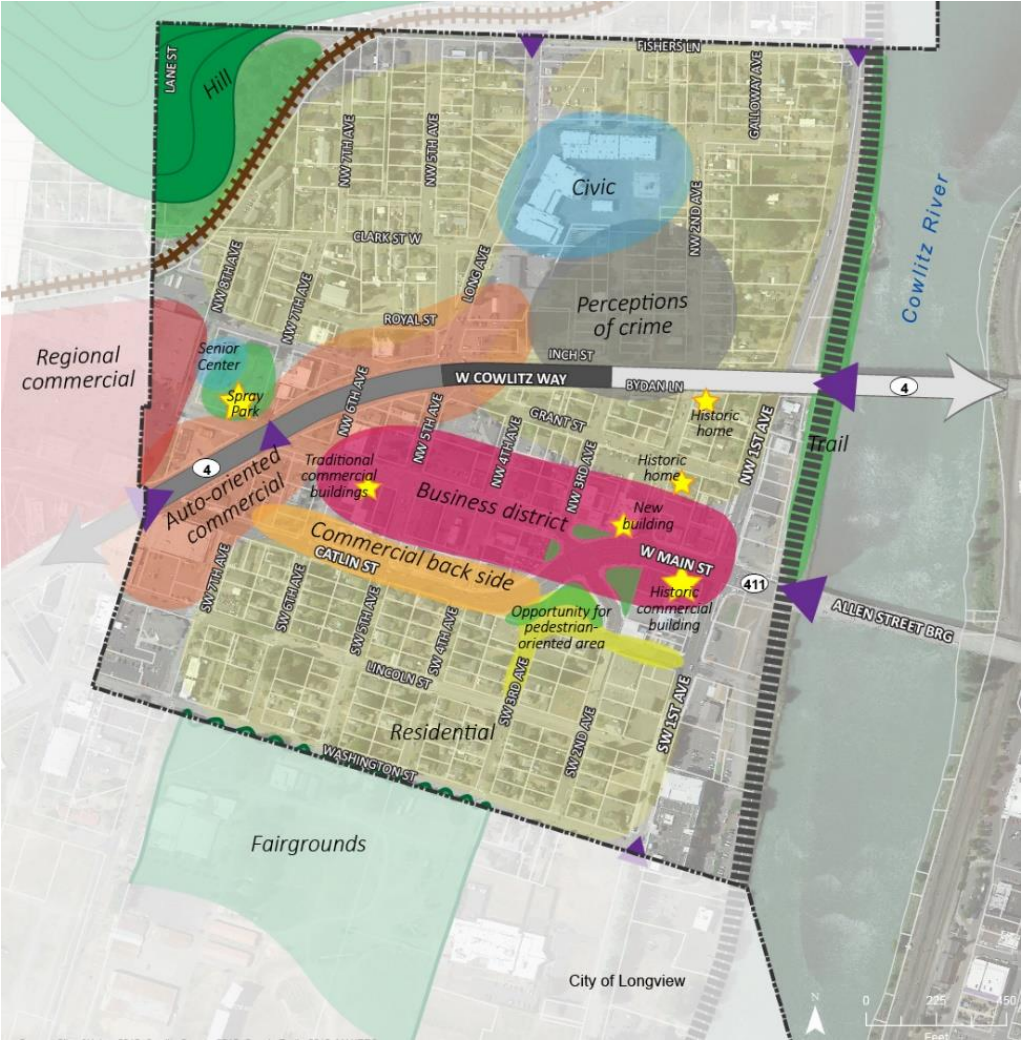 FISHERS LN
LANE ST
Hill
GALLOWAY AVE
NW 7TH AVE
NW 5TH AVE
Civic
NW 2ND AVE
CLARK ST W
Cowlitz River
NW 8TH AVE
NW 7TH AVE
LONG AVE
Perceptions
of crime
ROYAL ST
Regional
commercial
Senior
Center
INCH ST
W COWLITZ WAY
BYDAN LN
4
Spray
Park
NW 6TH AVE
NW 5TH AVE
GRANT ST
Historic
home
NW 1ST AVE
Trail
4
Auto-oriented
commercial
Traditional
commercial
buildings
NW 4TH AVE
NW 3RD AVE
Historic
home
Business district
New
building
Commercial back side
CATLIN ST
W MAIN ST
411
Historic
commercial
building
ALLEN STREET BRG
SW 7TH AVE
SW 6TH AVE
SW 5TH AVE
SW 4TH AVE
Opportunity for
pedestrian-
oriented area
LINCOLN ST
SW 3RD AVE
SW 1ST AVE
Residential
SW 2ND AVE
WASHINGTON ST
Fairgrounds
City of Longview
N
0 225 450
Feet